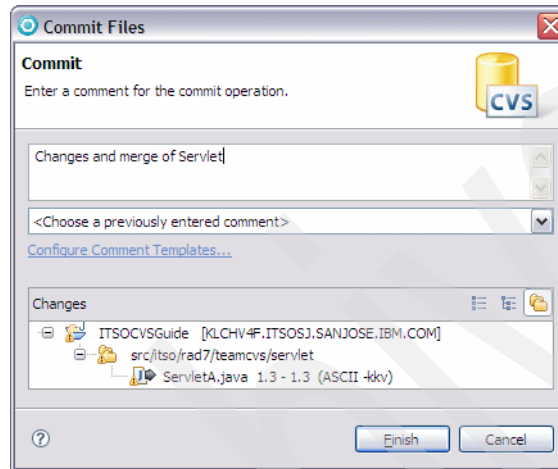 Commit Files
Commit
Enter a comment for the commit operation.
CVS
Changes and merge of Servlet
<Choose a previously entered comment>
Configure Comment Templates...
Changes
ITSOCVSGuide [KLCHV4F.ITSOSJ.SANJOSE.IBM.COM]
src/itso/rad7/teamcvs/servlet
ServletA.java 1.3 - 1.3 (ASCII -kkv)
Finish Cancel